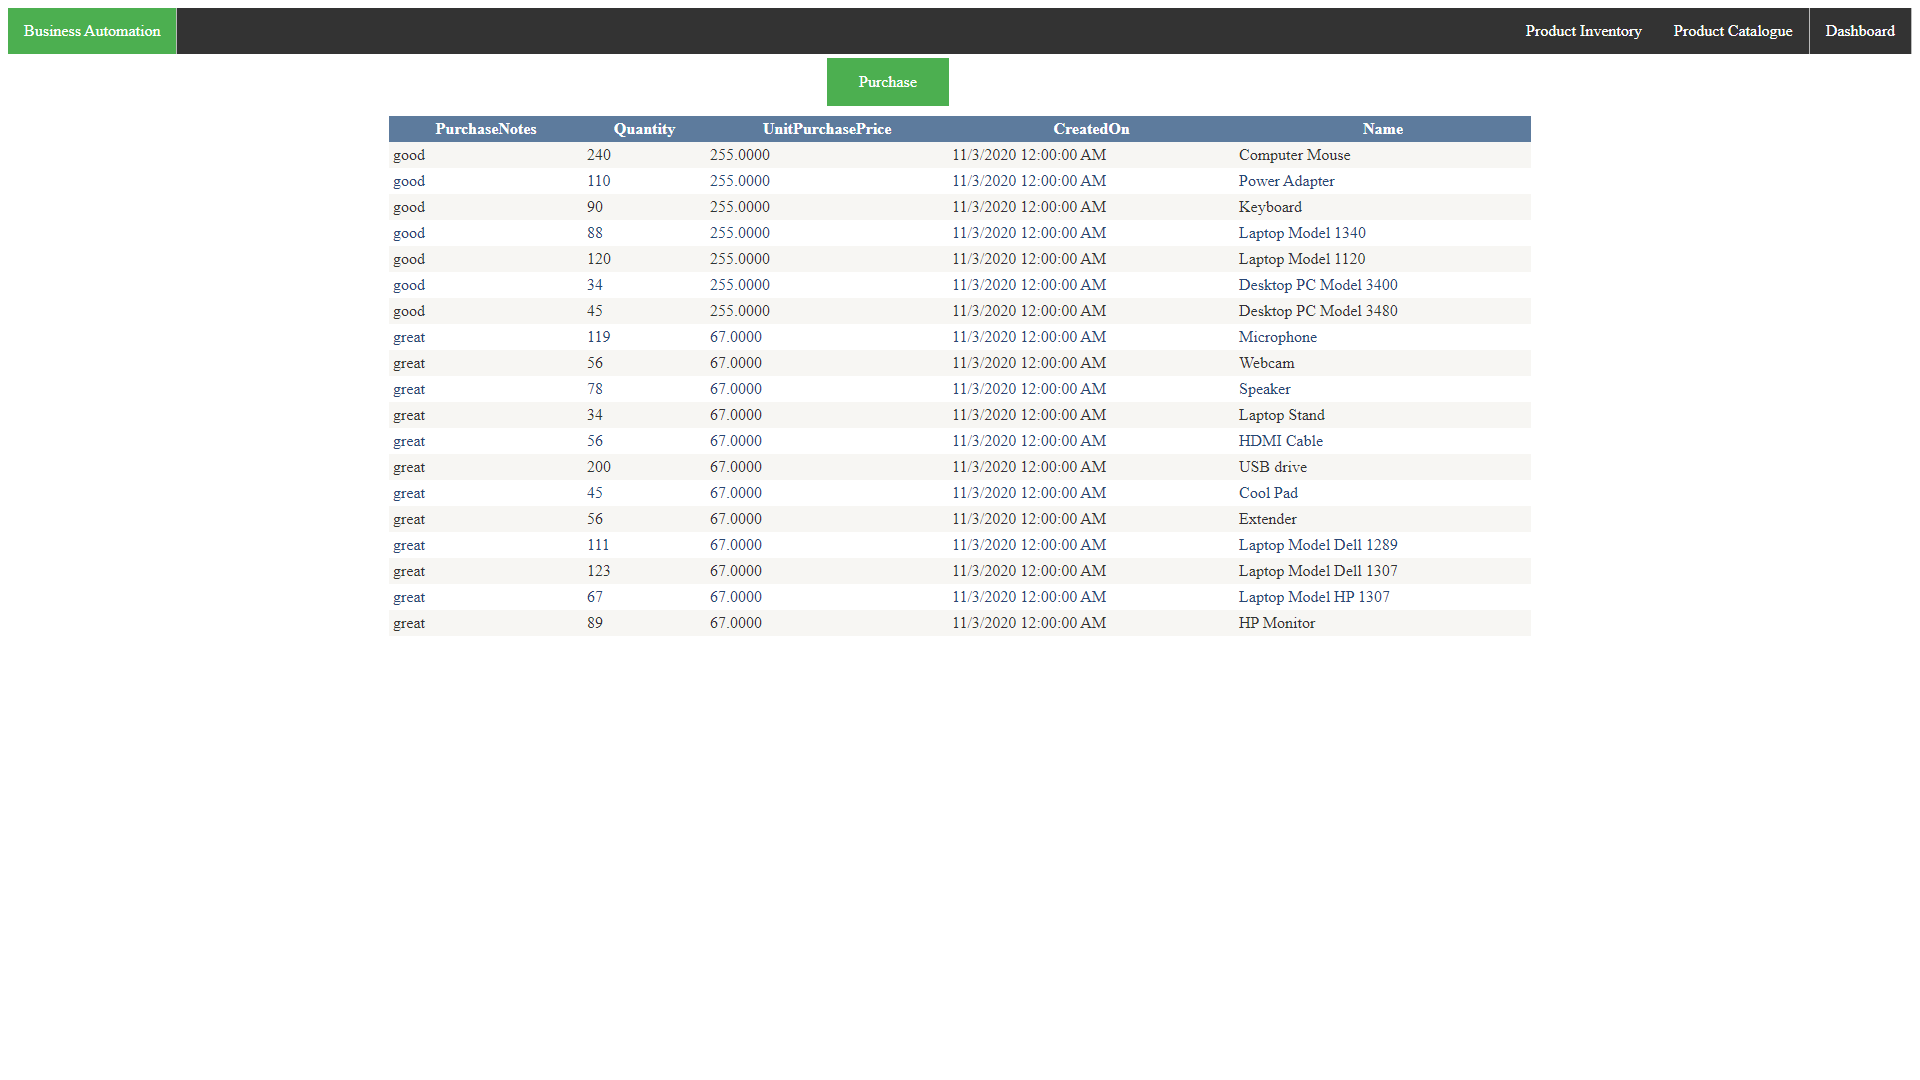 Business Automation Product Inventory Product Catalogue Dashboard
Purchase
PurchaseNotes Quantity UnitPurchasePrice CreatedOn Name
good 240 255.0000 11/3/2020 12:00:00 AM Computer Mouse
good 110 255.0000 11/3/2020 12:00:00 AM Power Adapter
good 90 255.0000 11/3/2020 12:00:00 AM Keyboard
good 88 255.0000 11/3/2020 12:00:00 AM Laptop Model 1340
good 120 255.0000 11/3/2020 12:00:00 AM Laptop Model 1120
good 34 255.0000 11/3/2020 12:00:00 AM Desktop PC Model 3400
good 45 255.0000 11/3/2020 12:00:00 AM Desktop PC Model 3480
great 119 67.0000 11/3/2020 12:00:00 AM Microphone
great 56 67.0000 11/3/2020 12:00:00 AM Webcam
great 78 67.0000 11/3/2020 12:00:00 AM Speaker
great 34 67.0000 11/3/2020 12:00:00 AM Laptop Stand
great 56 67.0000 11/3/2020 12:00:00 AM HDMI Cable
great 200 67.0000 11/3/2020 12:00:00 AM USB drive
great 45 67.0000 11/3/2020 12:00:00 AM Cool Pad
great 56 67.0000 11/3/2020 12:00:00 AM Extender
great 111 67.0000 11/3/2020 12:00:00 AM Laptop Model Dell 1289
great 123 67.0000 11/3/2020 12:00:00 AM Laptop Model Dell 1307
great 67 67.0000 11/3/2020 12:00:00 AM Laptop Model HP 1307
great 89 67.0000 11/3/2020 12:00:00 AM HP Monitor